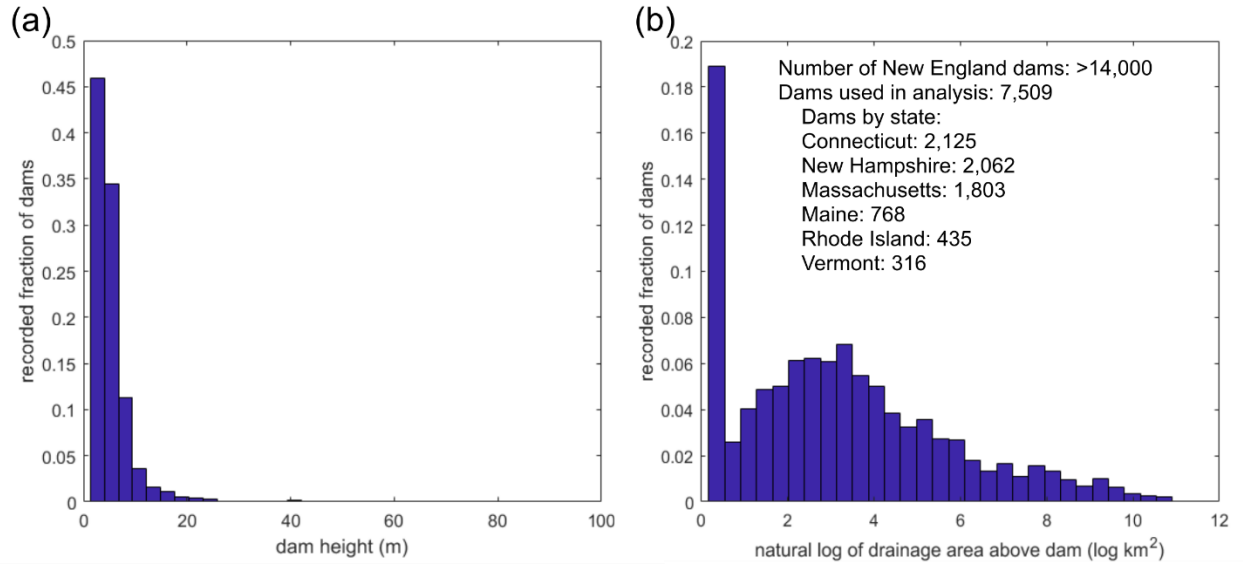 (a)
0.5
0.45
0.4
0.35
0.3
0.25
0.2
0.15
0.1
0.05
0
recorded fraction of dams
0 20 40 60 80 100
dam height (m)
(b)
0.2
0.18
0.16
0.14
0.12
0.1
0.08
0.06
0.04
0.02
0
recorded fraction of dams
Number of New England dams: >14,000
Dams used in analysis: 7,509
Dams by state:
Connecticut: 2,125
New Hampshire: 2,062
Massachusetts: 1,803
Maine: 768
Rhode Island: 435
Vermont: 316
0 2 4 6 8 10 12
natural log of drainage area above dam (log km²)